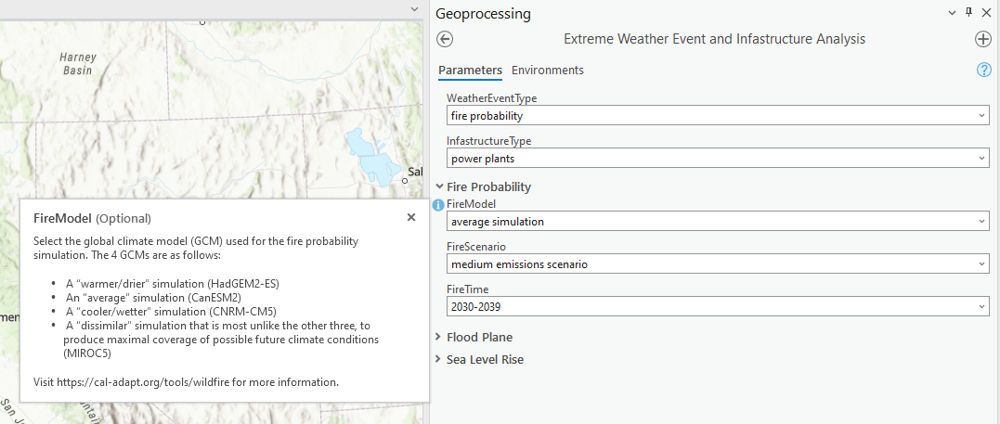 Geoprocessing
Extreme Weather Event and Infastructure Analysis
Parameters Environments
WeatherEventType
fire probability
InfastructureType
power plants
Fire Probability
FireModel
average simulation
FireScenario
medium emissions scenario
FireTime
2030-2039
Flood Plane
Sea Level Rise
Harney
Basin
Sal
FireModel (Optional)
Select the global climate model (GCM) used for the fire probability
simulation. The 4 GCMs are as follows:
• A “warmer/drier” simulation (HadGEM2-ES)
• An “average” simulation (CanESM2)
• A “cooler/wetter” simulation (CNRM-CM5)
• A “dissimilar” simulation that is most unlike the other three, to
produce maximal coverage of possible future climate conditions
(MIROC5)
Visit https://cal-adapt.org/tools/wildfire for more information.
men
San J
untain